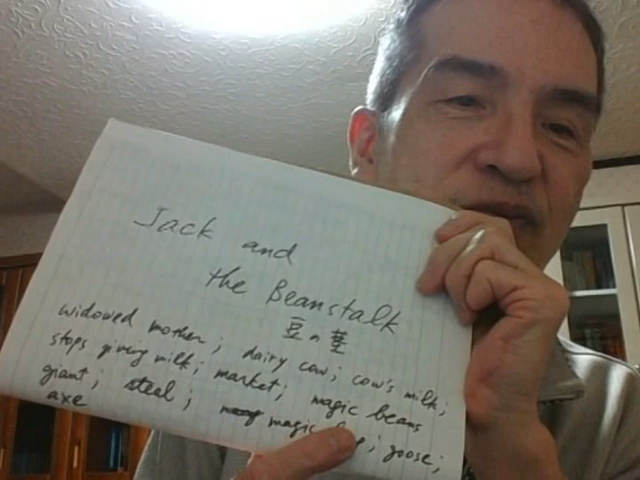 Jack and
the Beanstalk
豆の茎
widowed mother; dairy cow; cow's milk;
stops giving milk; market; magic beans
giant; steal; magic ; goose;
axe